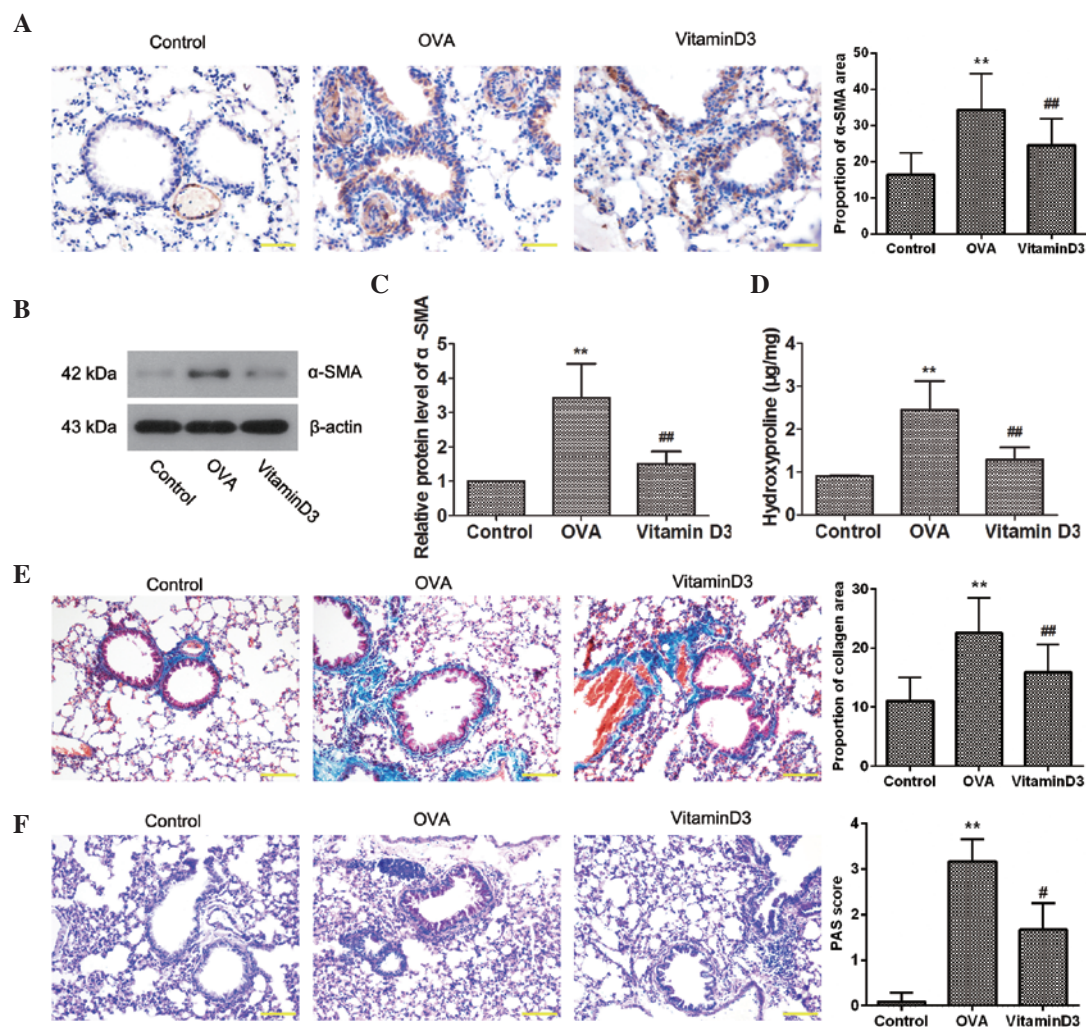 A
Control
OVA
VitaminD3
Proportion of α-SMA area
50
40
30
20
10
0
**
##
Control
OVA
VitaminD3
B
42 kDa
α-SMA
43 kDa
β-actin
Control
OVA
VitaminD3
C
Relative protein level of α -SMA
5
4
3
2
1
0
**
##
Control
OVA
Vitamin D3
D
Hydroxyproline (μg/mg)
4
3
2
1
0
**
##
Control
OVA
Vitamin D3
E
Control
OVA
VitaminD3
Proportion of collagen area
30
20
10
0
**
##
Control
OVA
VitaminD3
F
Control
OVA
VitaminD3
PAS score
4
3
2
1
0
**
#
Control
OVA
VitaminD3